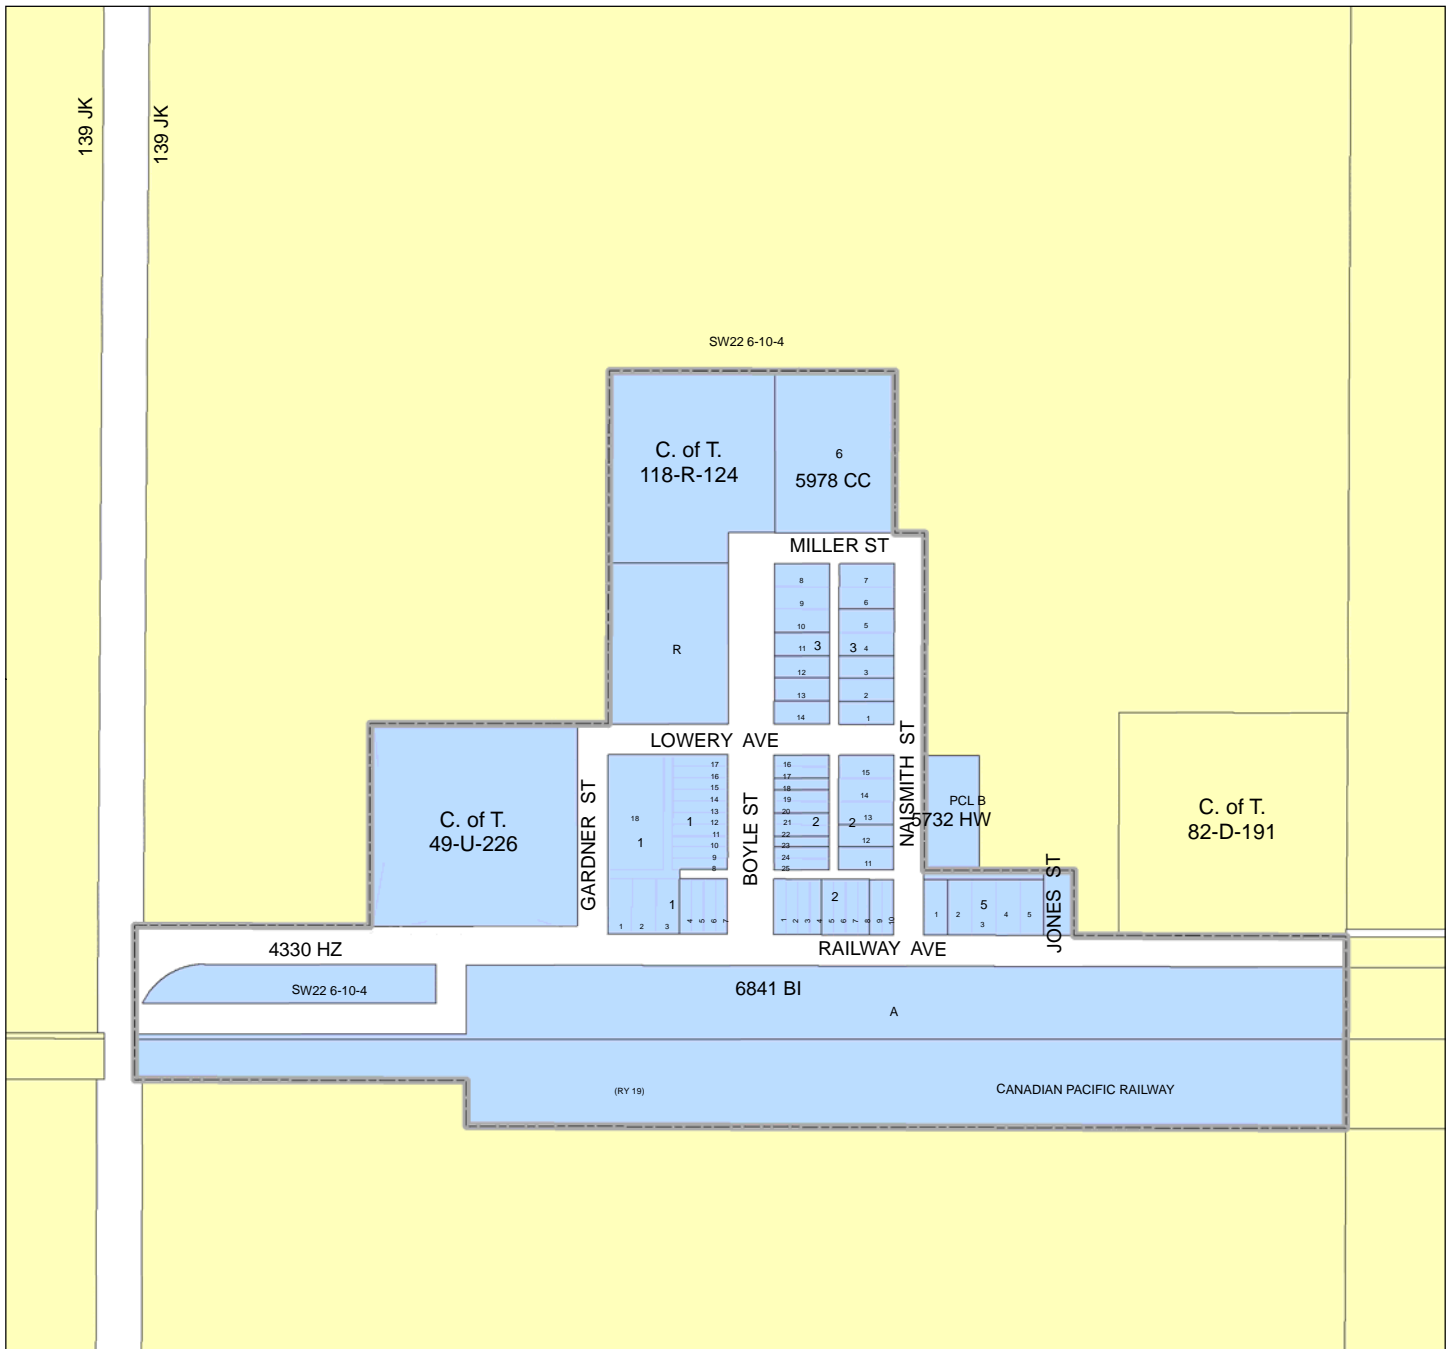 139 JK
139 JK
SW22 6-10-4
C. of T.
118-R-124
6
5978 CC
MILLER ST
8
9
10
11
12
13
14
3
7
6
5
4
3
2
1
3
R
LOWERY AVE
C. of T.
49-U-226
GARDNER ST
18
1
17
16
15
14
13
12
11
10
9
8
1
BOYLE ST
16
17
18
19
20
21
22
23
24
25
2
15
14
13
12
11
2
NAISMITH ST
PCL B
5732 HW
C. of T.
82-D-191
1
1 2 3 4 5 6 7
2
1 2 3 4 5 6 7 8 9 10
5
1 2 3 4 5
JONES ST
4330 HZ
RAILWAY AVE
SW22 6-10-4
6841 BI
A
(RY 19)
CANADIAN PACIFIC RAILWAY